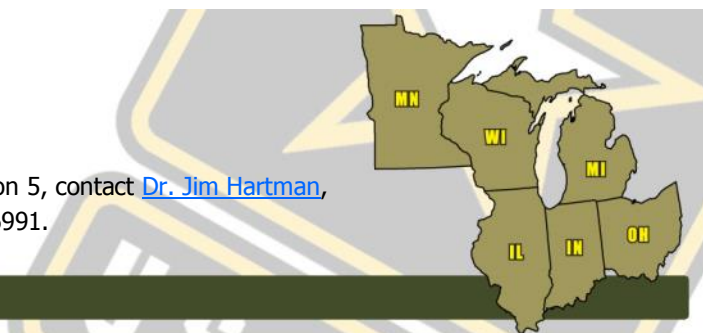 MN
WI
MI
on 5, contact Dr. Jim Hartman,
991.
IL
IN
OH